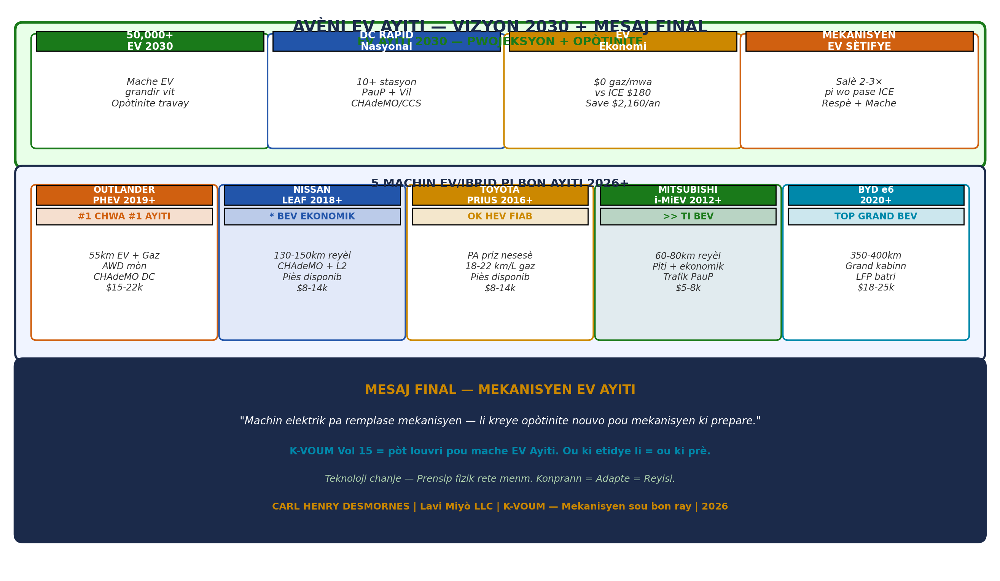 AVÈNI EV AYITI — VIZYON 2030 + MESAJ FINAL
EV AYITI 2030 — PWOJEKSYON + OPÒTINITE
50,000+
EV 2030
Mache EV
grandir vit
Opòtinite travay
DC RAPID
Nasyonal
10+ stasyon
PauP + Vil
CHAdeMO/CCS
EV
Ekonomi
$0 gaz/mwa
vs ICE $180
Save $2,160/an
MEKANISYEN
EV SÈTIFYE
Salè 2-3×
pi wo pase ICE
Respè + Mache
5 MACHIN EV/IBRID PI BON AYITI 2026+
OUTLANDER
PHEV 2019+
#1 CHWA #1 AYITI
55km EV + Gaz
AWD mòn
CHAdeMO DC
$15-22k
NISSAN
LEAF 2018+
* BEV EKONOMIK
130-150km reyèl
CHAdeMO + L2
Piès disponib
$8-14k
TOYOTA
PRIUS 2016+
OK HEV FIAB
PA priz nesesè
18-22 km/L gaz
Piès disponib
$8-14k
MITSUBISHI
i-MiEV 2012+
>> TI BEV
60-80km reyèl
Piti + ekonomik
Trafik PauP
$5-8k
BYD e6
2020+
TOP GRAND BEV
350-400km
Grand kabinn
LFP batri
$18-25k
MESAJ FINAL — MEKANISYEN EV AYITI
"Machin elektrik pa remplase mekanisyen — li kreye opòtinite nouvo pou mekanisyen ki prepare."
K-VOUM Vol 15 = pòt louvri pou mache EV Ayiti. Ou ki etidye li = ou ki prè.
Teknoloji chanje — Prensip fizik rete menm. Konprann = Adapte = Reyisi.
CARL HENRY DESMORNES | Lavi Miyò LLC | K-VOUM — Mekanisyen sou bon ray | 2026